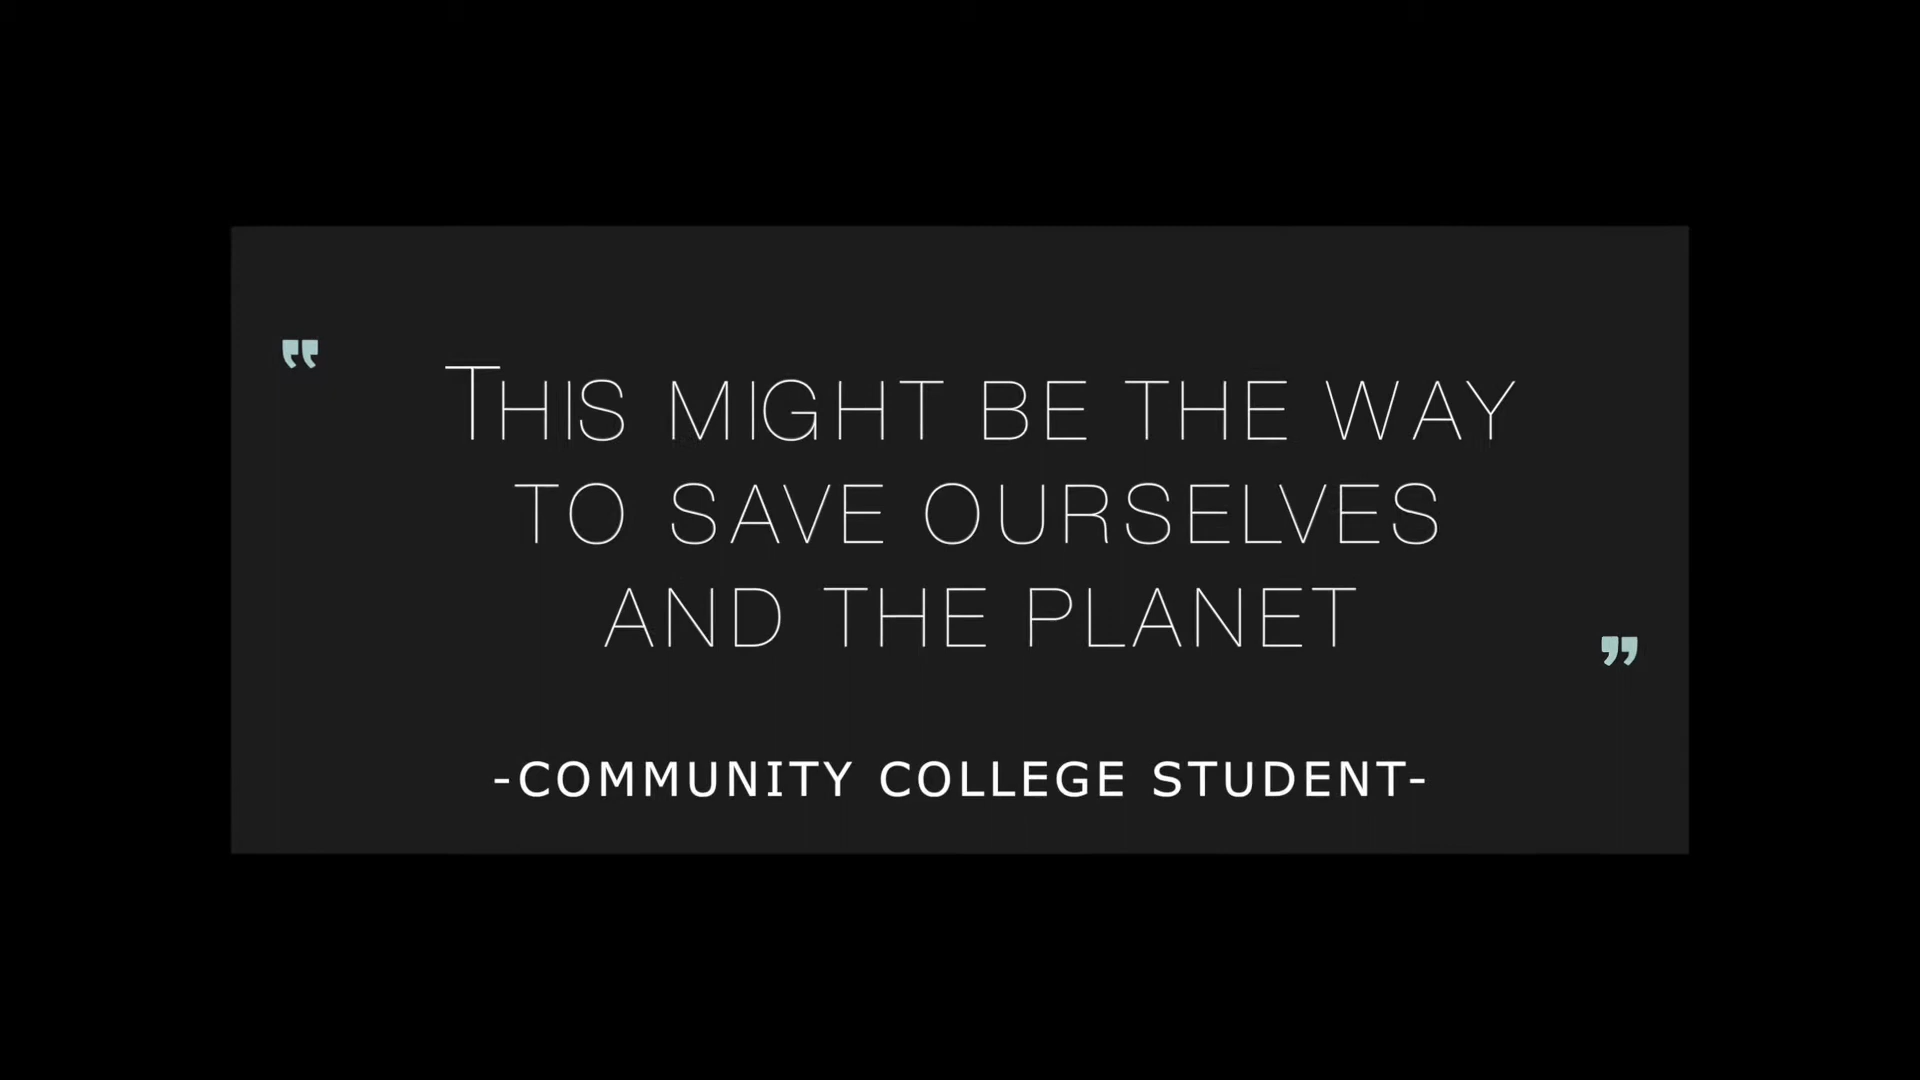 ❝
THIS MIGHT BE THE WAY
TO SAVE OURSELVES
AND THE PLANET
❞
-COMMUNITY COLLEGE STUDENT-